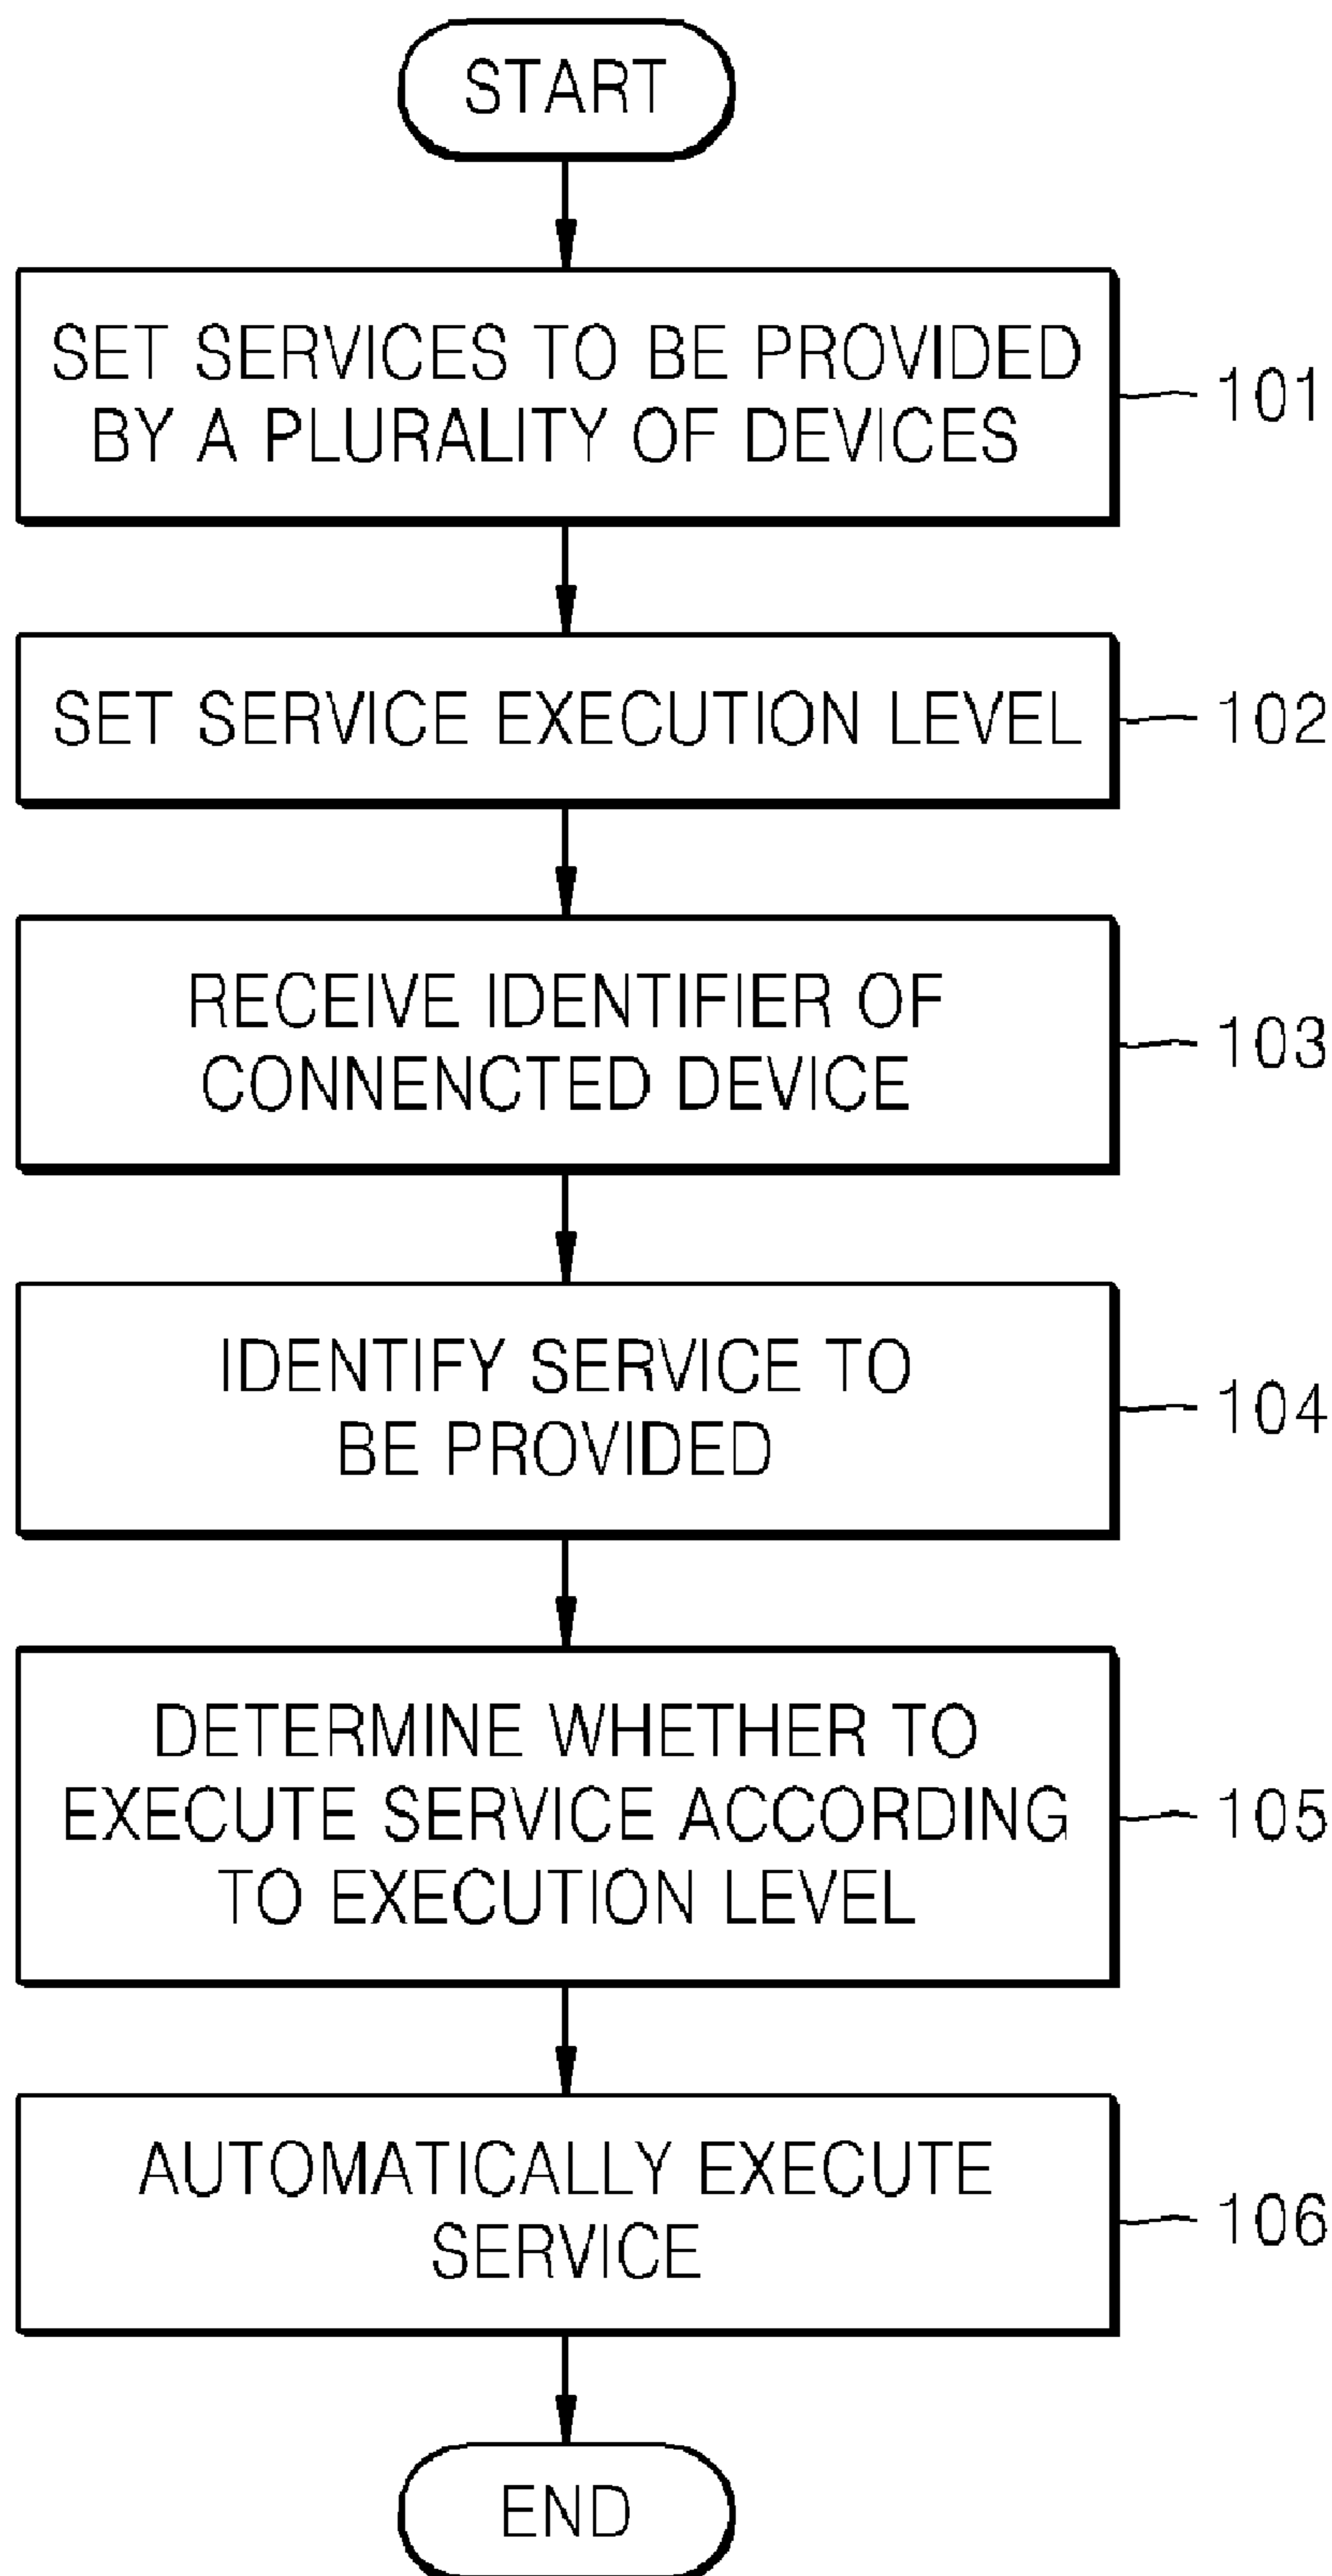 START
SET SERVICES TO BE PROVIDED
BY A PLURALITY OF DEVICES
101
SET SERVICE EXECUTION LEVEL
102
RECEIVE IDENTIFIER OF
CONNENCTED DEVICE
103
IDENTIFY SERVICE TO
BE PROVIDED
104
DETERMINE WHETHER TO
EXECUTE SERVICE ACCORDING
TO EXECUTION LEVEL
105
AUTOMATICALLY EXECUTE
SERVICE
106
END